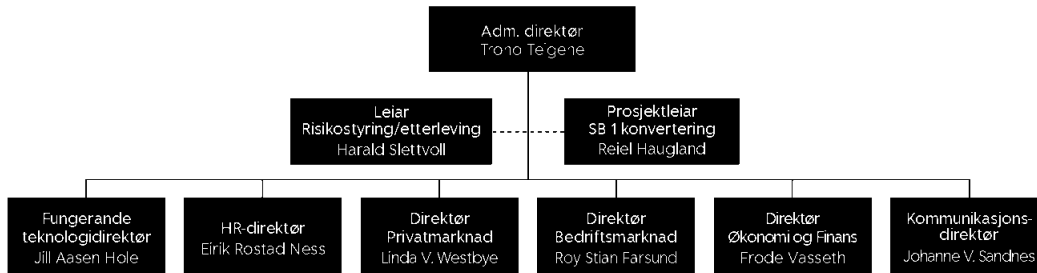 Adm. direktør
Trono Teigene
Leiar
Risikostyring/etterleving
Harald Slettvoll
Prosjektleiar
SB 1 konvertering
Reiel Haugland
Fungerande
teknologidirektør
Jill Aasen Hole
HR-direktør
Eirik Rostad Ness
Direktør
Privatmarknad
Linda V. Westbye
Direktør
Bedriftsmarknad
Roy Stian Farsund
Direktør
Økonomi og Finans
Frode Vasseth
Kommunikasjons-
direktør
Johanne V. Sandnes